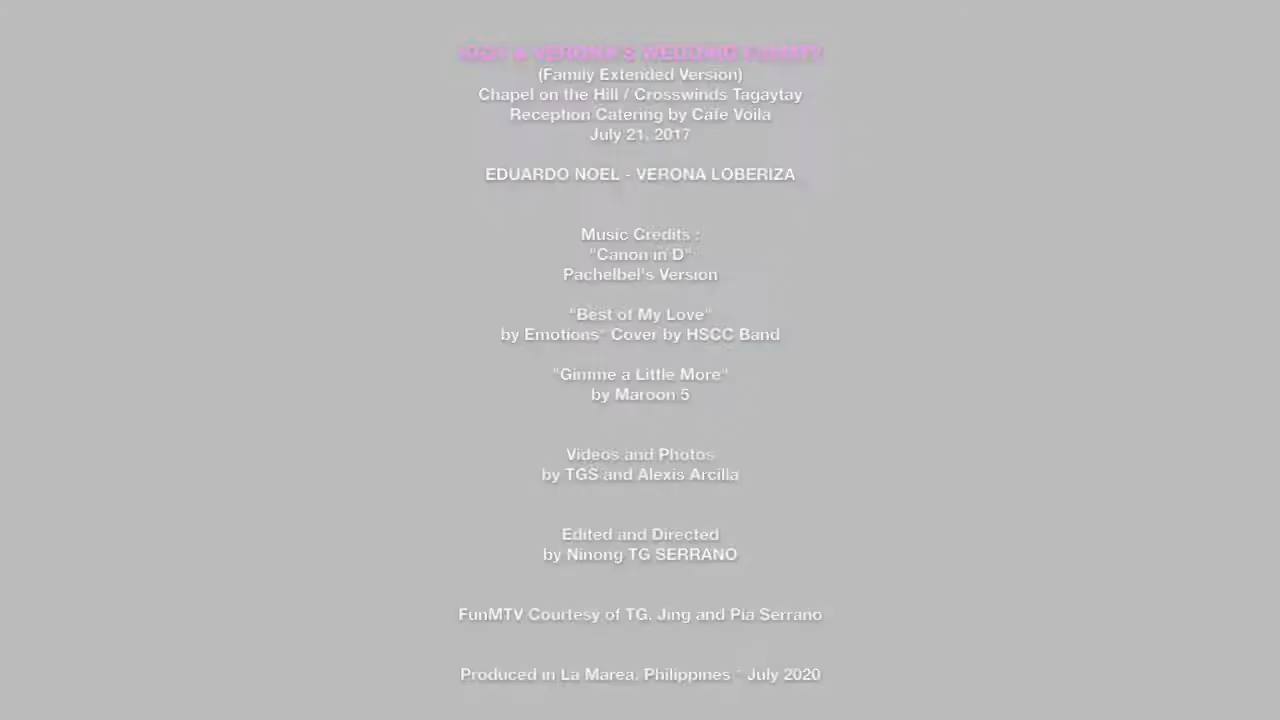 & VERONA'S WEDDING FUNMTV
(Family Extended Version)
Chapel on the Hill / Crosswinds Tagaytay
Reception Catering by Cafe Voila
July 21, 2017
EDUARDO NOEL - VERONA LOBERIZA
Music Credits :
"Canon in D"
Pachelbel's Version
"Best of My Love"
by Emotions* Cover by HSCC Band
"Gimme a Little More"
by Maroon 5
Videos and Photos
by TGS and Alexis Arcilla
Edited and Directed
by Ninong TG SERRANO
FunMTV Courtesy of TG, Jing and Pia Serrano
Produced in La Marea, Philippines * July 2020